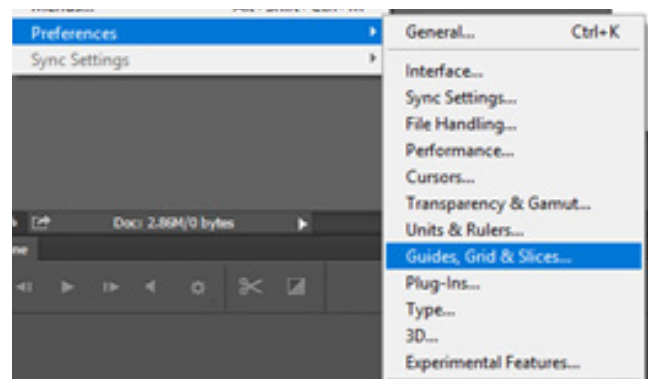 Preferences
Sync Settings
General... Ctrl+K
Interface...
Sync Settings...
File Handling...
Performance...
Cursors...
Transparency & Gamut...
Units & Rulers...
Guides, Grid & Slices...
Plug-Ins...
Type...
3D...
Experimental Features...
Doc: 2.86M/0 bytes